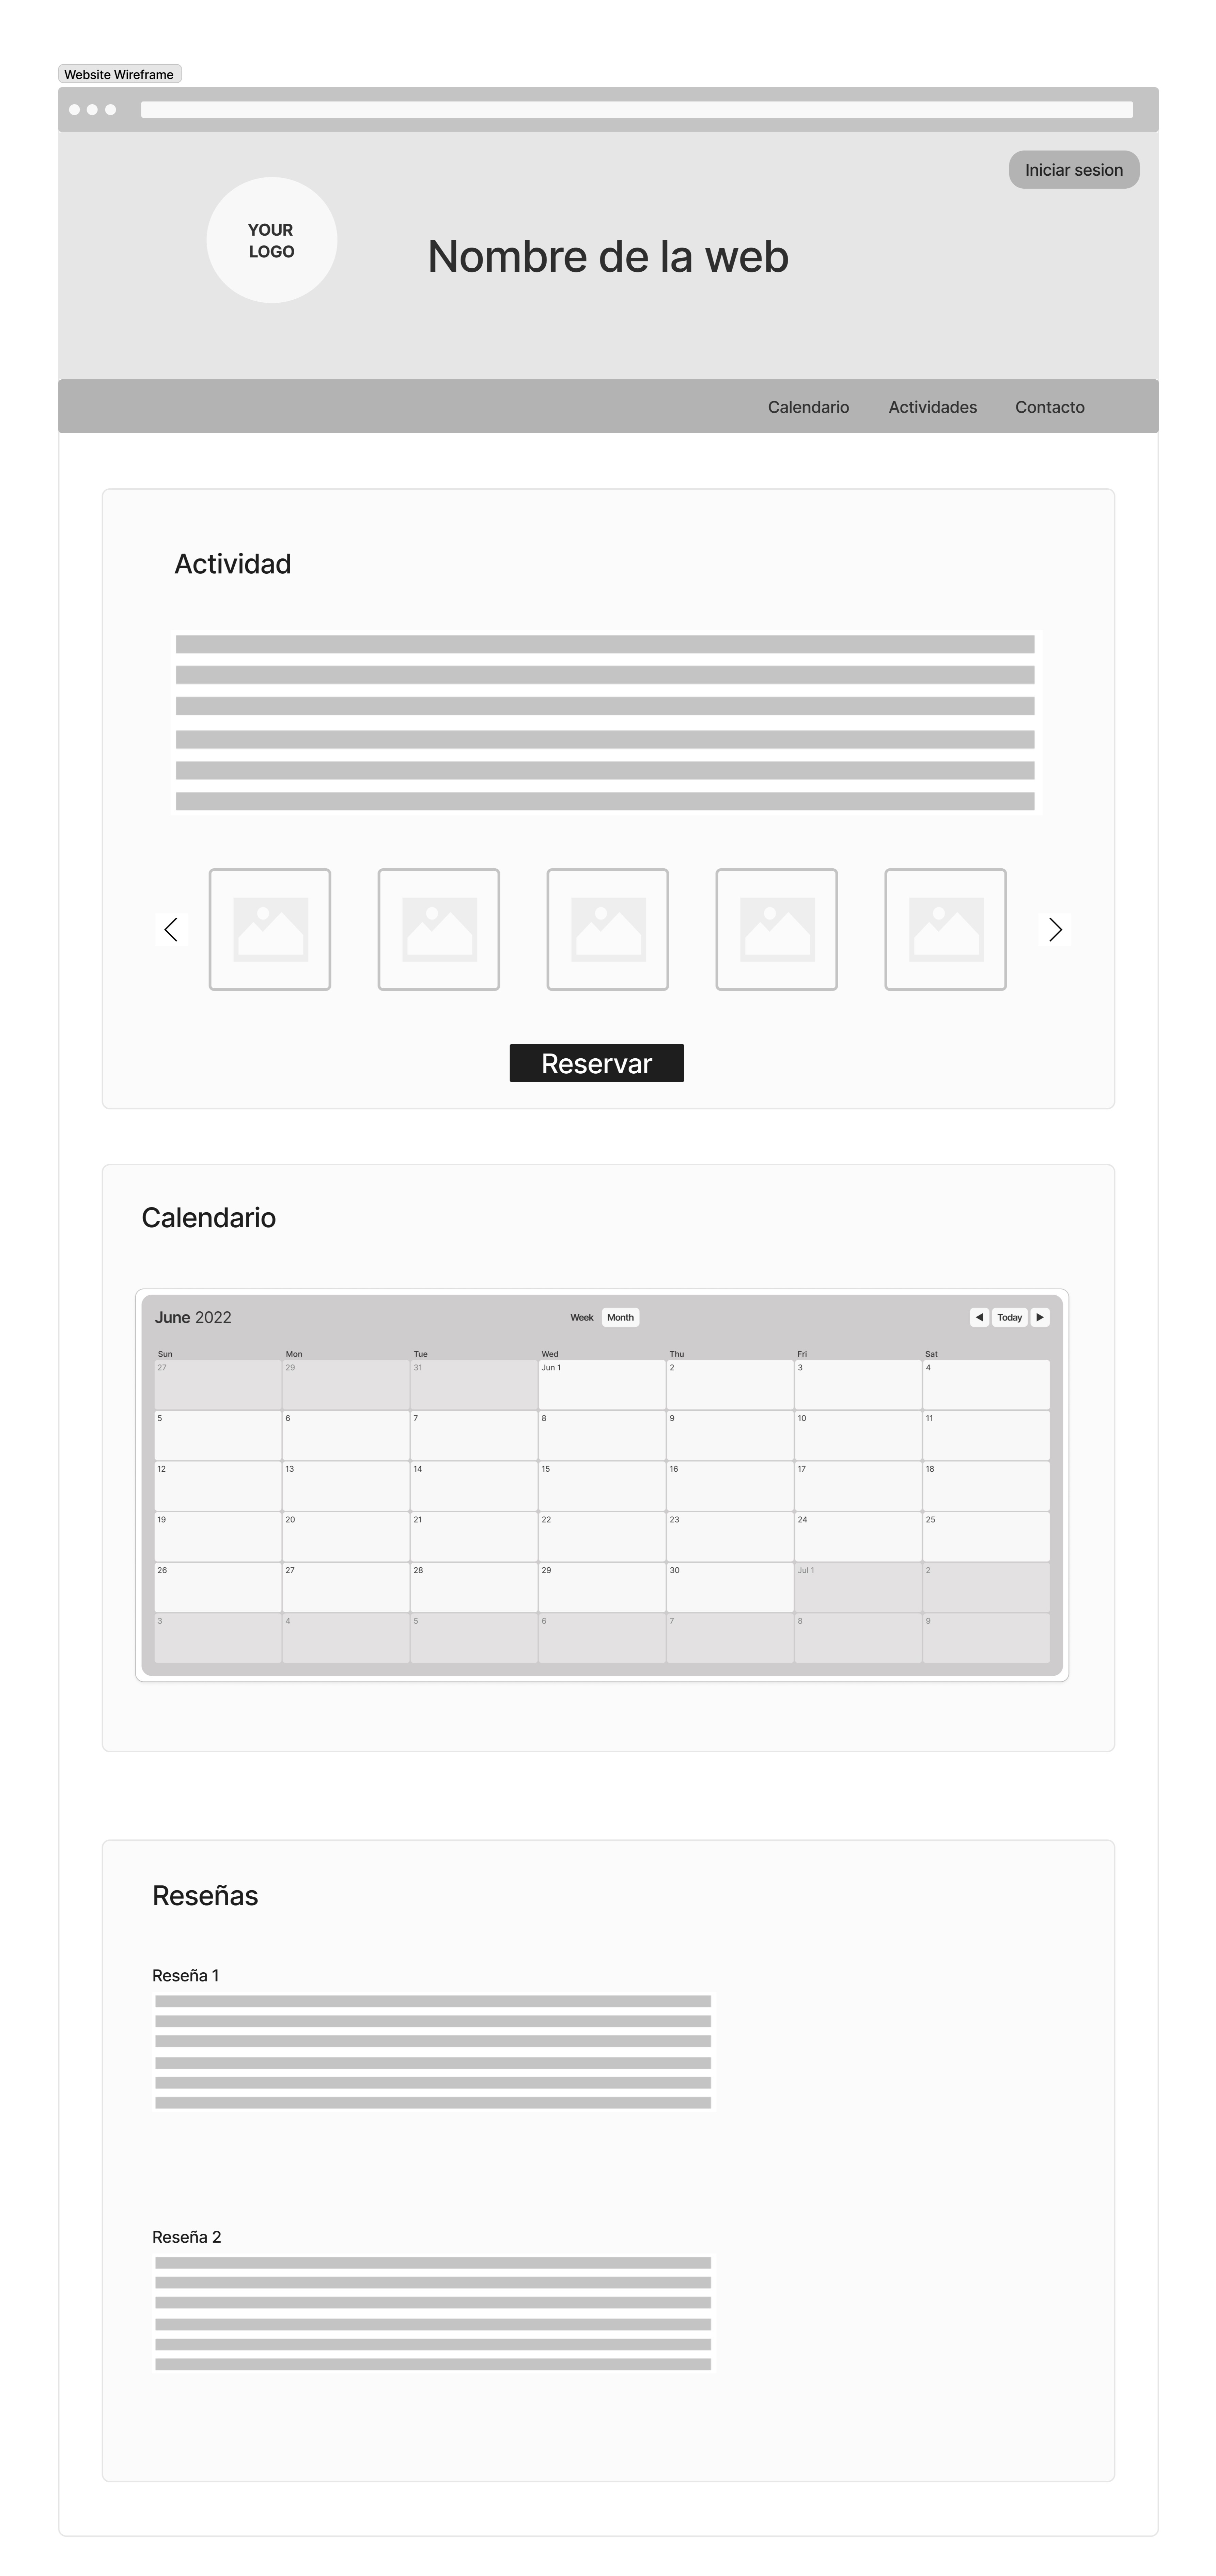 Website Wireframe
Iniciar sesion
YOUR
LOGO
Nombre de la web
Calendario Actividades Contacto
Actividad
Reservar
Calendario
June 2022 Week Month Today
Sun Mon Tue Wed Thu Fri Sat
27 29 31 Jun 1 2 3 4
5 6 7 8 9 10 11
12 13 14 15 16 17 18
19 20 21 22 23 24 25
26 27 28 29 30 Jul 1 2
3 4 5 6 7 8 9
Reseñas
Reseña 1
Reseña 2